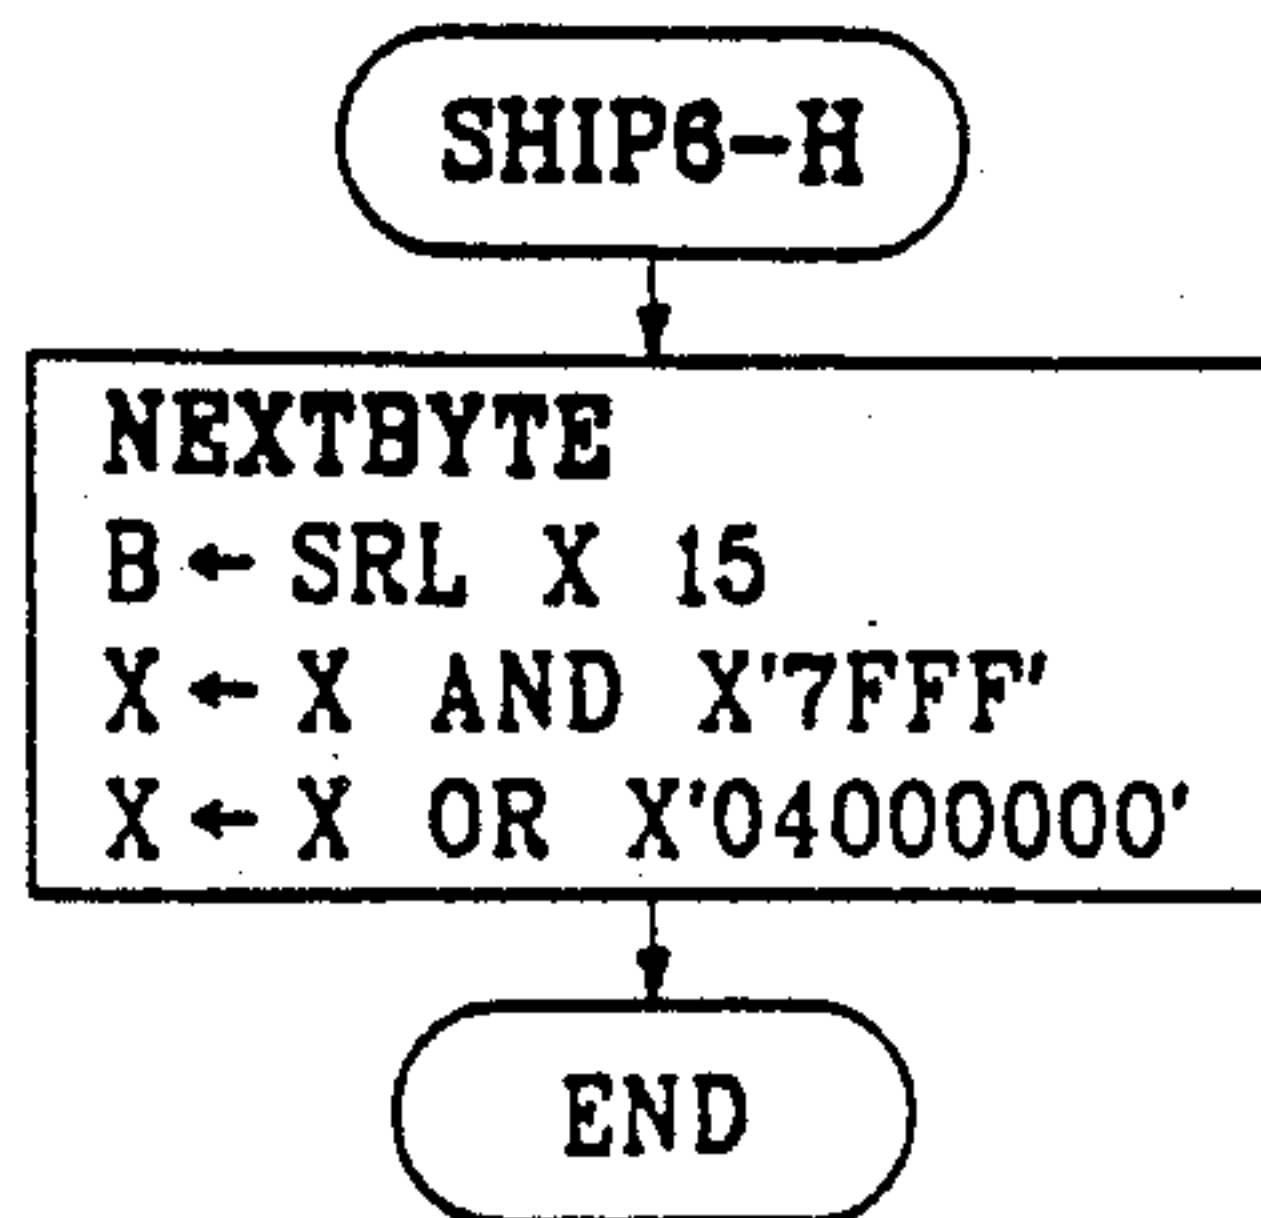 SHIP6-H
NEXTBYTE
B ← SRL X 15
X ← X AND X'7FFF'
X ← X OR X'04000000'
END